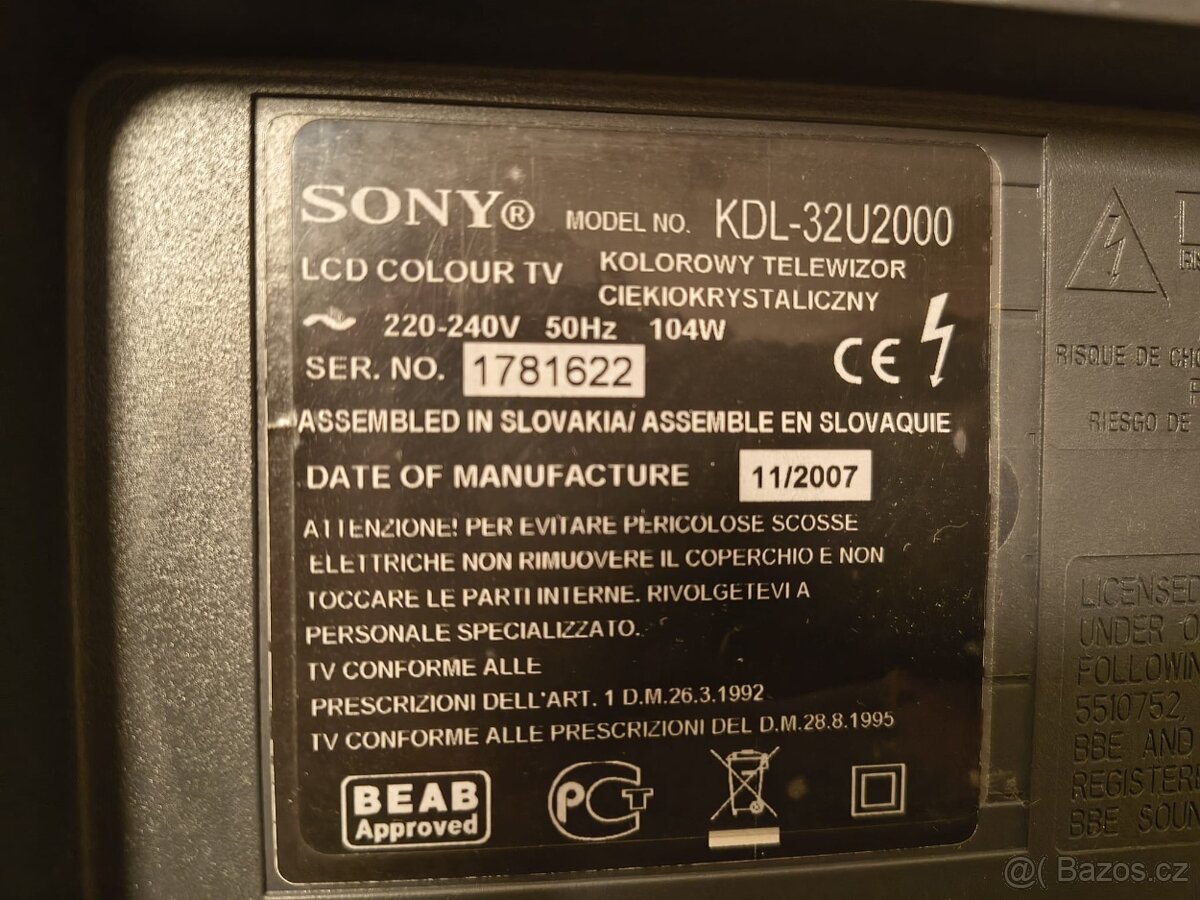 SONY® MODEL NO. KDL-32U2000
LCD COLOUR TV KOLOROWY TELEWIZOR
CIEKIOKRYSTALICZNY
~ 220-240V 50Hz 104W
SER. NO. 1781622
CE
ASSEMBLED IN SLOVAKIA/ ASSEMBLE EN SLOVAQUIE
DATE OF MANUFACTURE 11/2007
ATTENZIONE! PER EVITARE PERICOLOSE SCOSSE
ELETTRICHE NON RIMUOVERE IL COPERCHIO E NON
TOCCARE LE PARTI INTERNE. RIVOLGETEVI A
PERSONALE SPECIALIZZATO.
TV CONFORME ALLE
PRESCRIZIONI DELL'ART. 1 D.M.26.3.1992
TV CONFORME ALLE PRESCRIZIONI DEL D.M.28.8.1995
BEAB
Approved
PCT
RISQUE DE
RIESGO DE
LICENSED
UNDER
5510752,
BBE AND
BBE
@( Bazos.cz